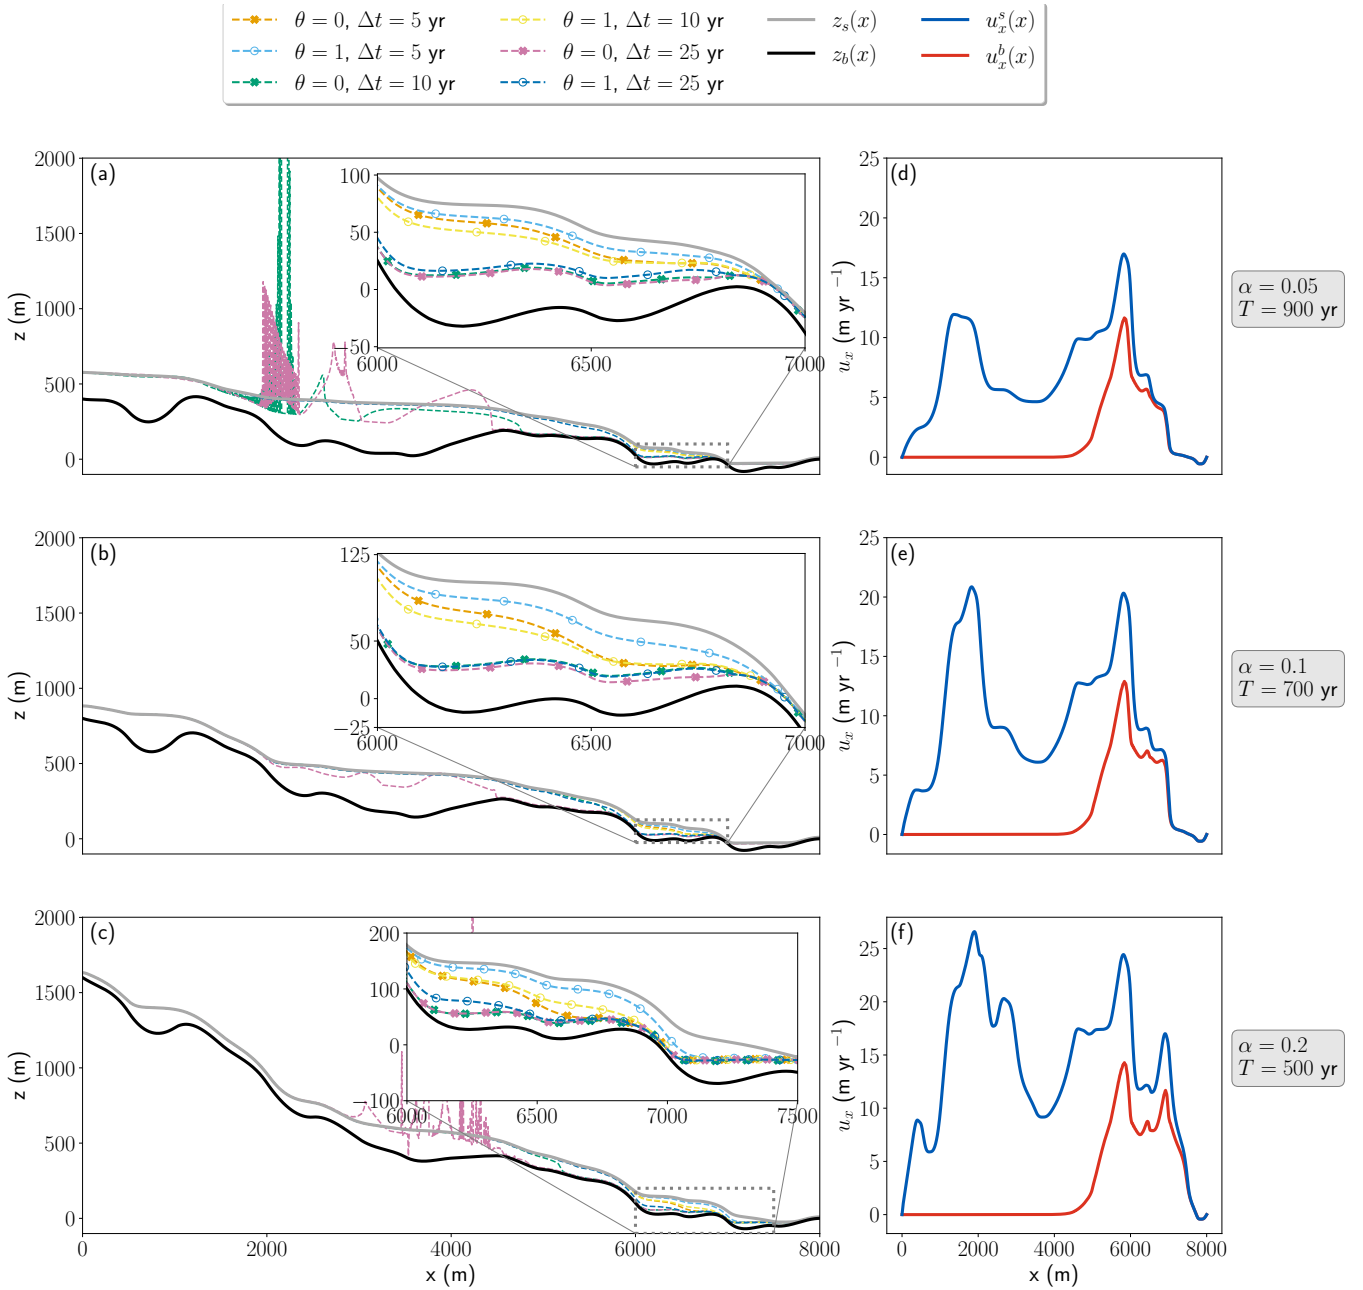 θ = 0, Δt = 5 yr
θ = 1, Δt = 5 yr
θ = 0, Δt = 10 yr
θ = 1, Δt = 10 yr
θ = 0, Δt = 25 yr
θ = 1, Δt = 25 yr
z_s(x)
z_b(x)
u_x^s(x)
u_x^b(x)
(a)
z (m)
2000
1500
1000
500
0
100
50
0
−50
6000
6500
7000
(d)
u_x (m yr ⁻¹)
25
20
15
10
5
0
α = 0.05
T = 900 yr
(b)
z (m)
2000
1500
1000
500
0
125
50
0
−25
6000
6500
7000
(e)
u_x (m yr ⁻¹)
25
20
15
10
5
0
α = 0.1
T = 700 yr
(c)
z (m)
2000
1500
1000
500
0
200
100
0
−100
6000
6500
7000
7500
0
2000
4000
6000
8000
x (m)
(f)
u_x (m yr ⁻¹)
25
20
15
10
5
0
0
2000
4000
6000
8000
x (m)
α = 0.2
T = 500 yr